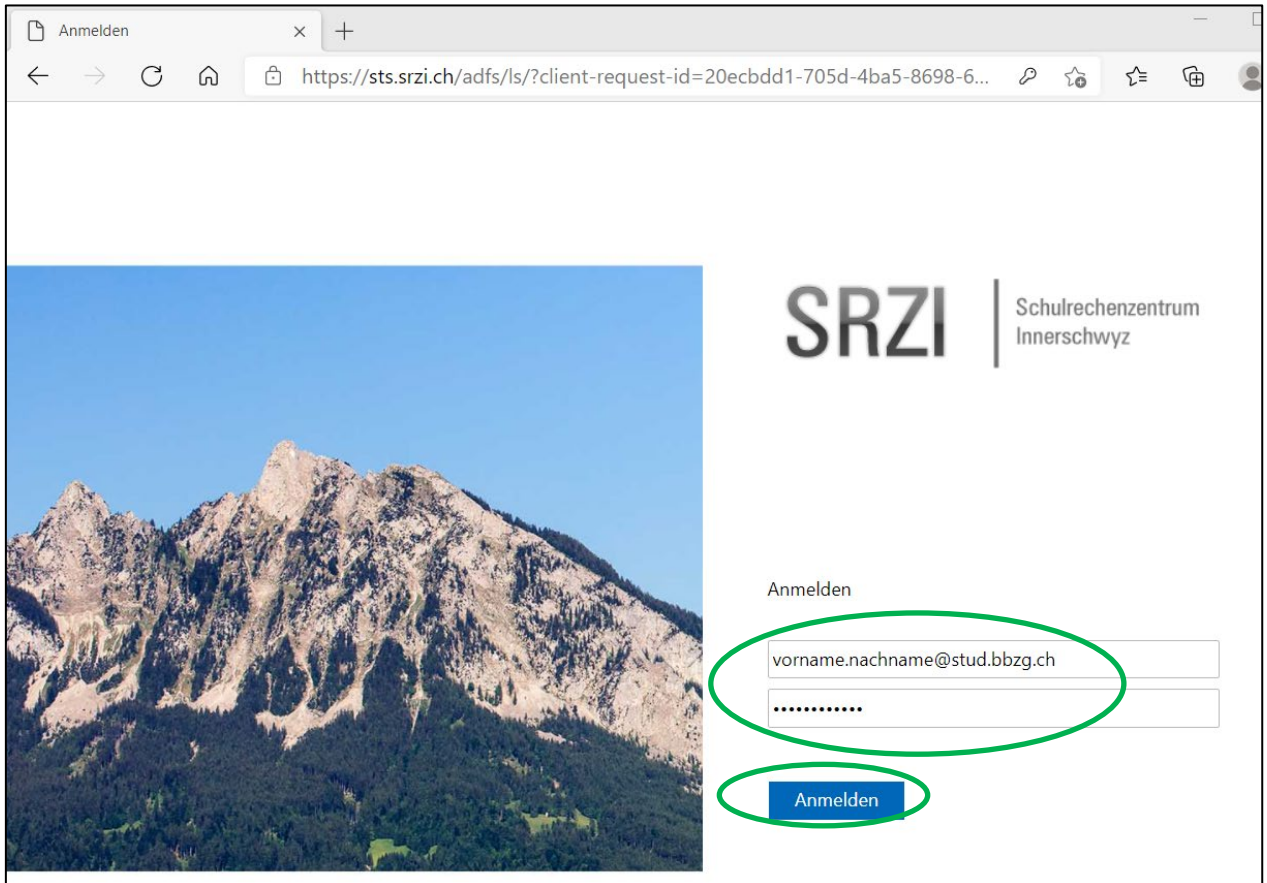 Anmelden
https://sts.srzi.ch/adfs/ls/?client-request-id=20ecbdd1-705d-4ba5-8698-6...
SRZI
Schulrechenzentrum
Innerschwyz
Anmelden
vorname.nachname@stud.bbzg.ch
••••••••••••
Anmelden